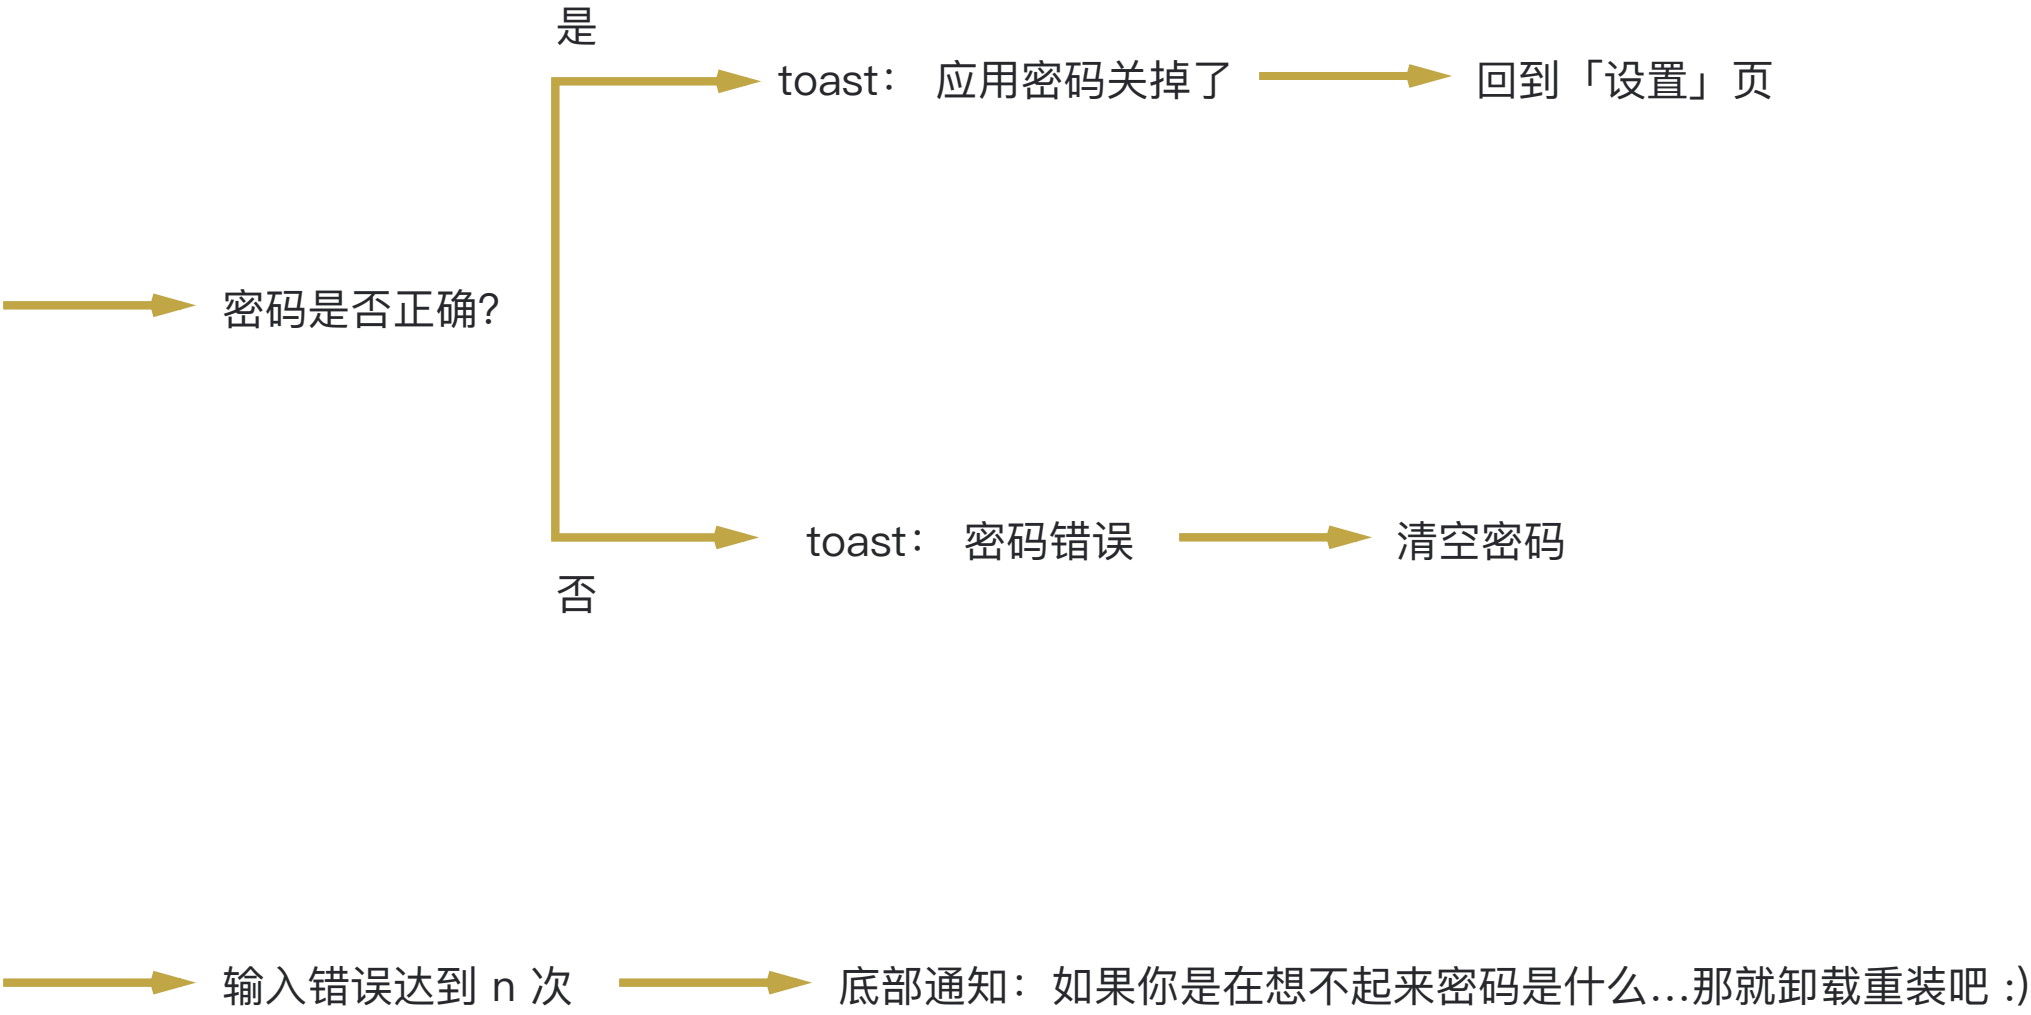 是
toast： 应用密码关掉了
回到「设置」页
密码是否正确?
toast： 密码错误
清空密码
否
输入错误达到 n 次
底部通知：如果你是在想不起来密码是什么...那就卸载重装吧 :)